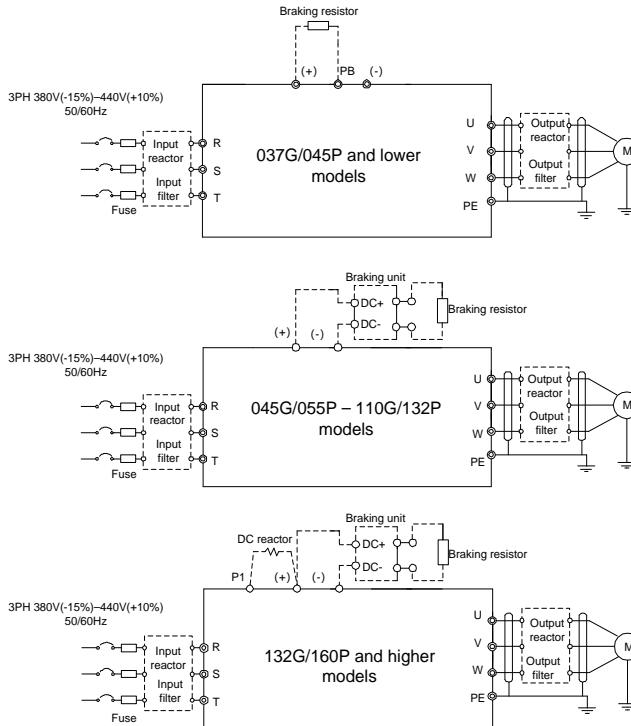 Braking resistor
(+) PB (-)
3PH 380V(-15%)–440V(+10%)
50/60Hz
Input
reactor
Input
filter
Fuse
R
S
T
037G/045P and lower
models
U
V
W
PE
Output
reactor
Output
filter
M
Braking unit
DC+
DC-
Braking resistor
(+) (-)
3PH 380V(-15%)–440V(+10%)
50/60Hz
Input
reactor
Input
filter
Fuse
R
S
T
045G/055P – 110G/132P
models
U
V
W
PE
Output
reactor
Output
filter
M
Braking unit
DC reactor
DC+
DC-
Braking resistor
P1 (+) (-)
3PH 380V(-15%)–440V(+10%)
50/60Hz
Input
reactor
Input
filter
Fuse
R
S
T
132G/160P and higher
models
U
V
W
PE
Output
reactor
Output
filter
M